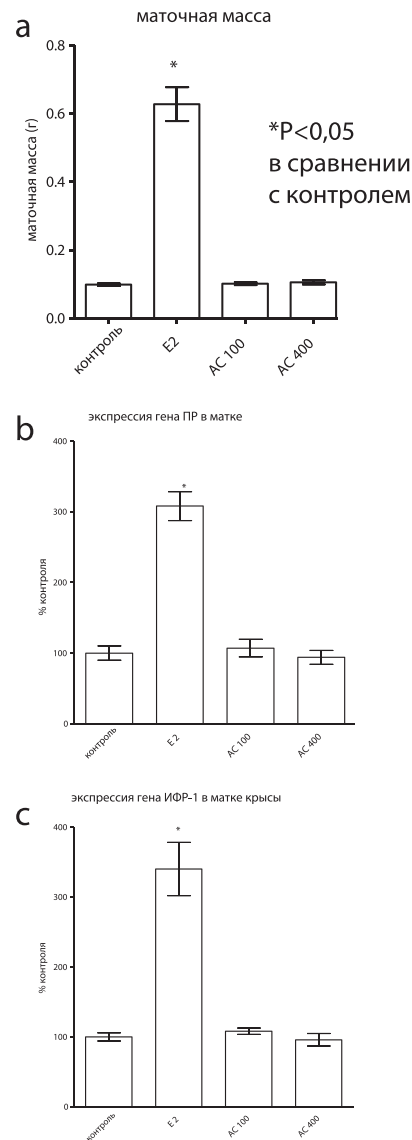 a
маточная масса
маточная масса (г)
0.8
0.6
0.4
0.2
0.0
*
*P<0,05
в сравнении
с контролем
контроль
E2
AC 100
AC 400
b
экспрессия гена ПР в матке
% контроля
400
300
200
100
0
*
контроль
E 2
AC 100
AC 400
c
экспрессия гена ИФР-1 в матке крысы
% контроля
400
300
200
100
0
*
контроль
E 2
AC 100
AC 400